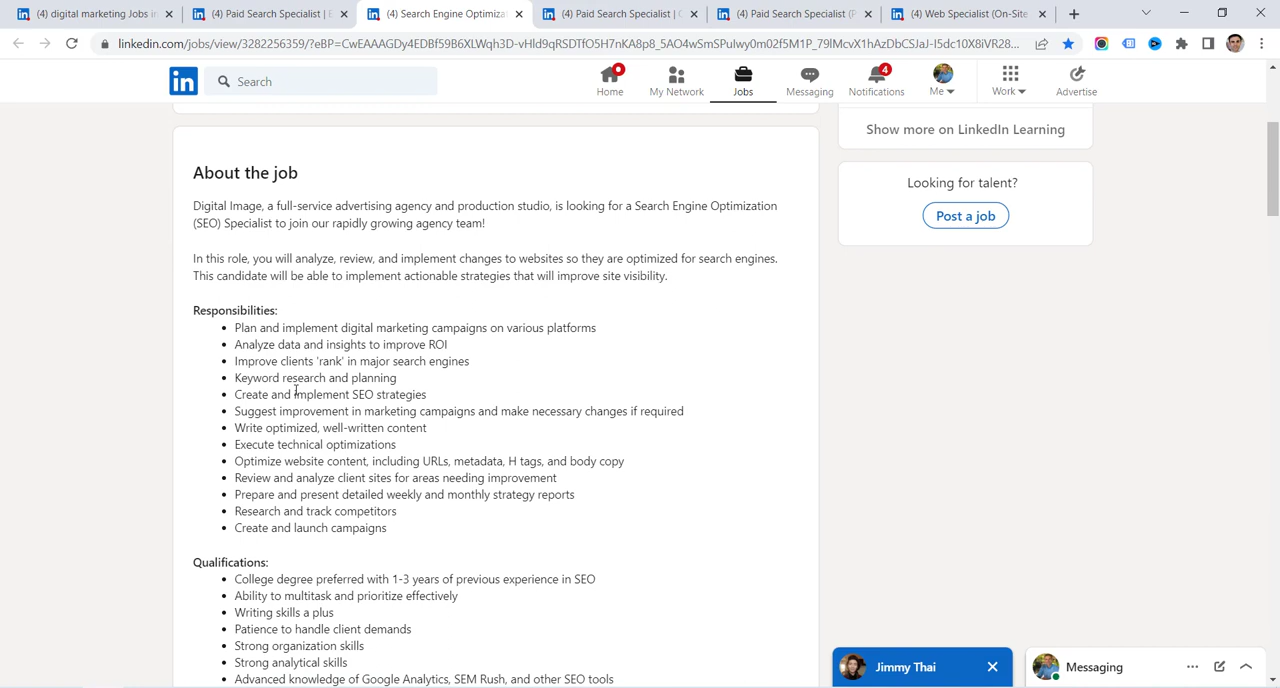 (4) digital marketing Jobs in
(4) Paid Search Specialist | E
(4) Search Engine Optimiza
(4) Paid Search Specialist | C
(4) Paid Search Specialist (P
(4) Web Specialist (On-Site
Search
Home
My Network
Jobs
Messaging
4
Notifications
Me
Work
Advertise
Show more on LinkedIn Learning
Looking for talent?
Post a job
About the job
Digital Image, a full-service advertising agency and production studio, is looking for a Search Engine Optimization
(SEO) Specialist to join our rapidly growing agency team!
In this role, you will analyze, review, and implement changes to websites so they are optimized for search engines.
This candidate will be able to implement actionable strategies that will improve site visibility.
Responsibilities:
• Plan and implement digital marketing campaigns on various platforms
• Analyze data and insights to improve ROI
• Improve clients 'rank' in major search engines
• Keyword research and planning
• Create and implement SEO strategies
• Suggest improvement in marketing campaigns and make necessary changes if required
• Write optimized, well-written content
• Execute technical optimizations
• Optimize website content, including URLs, metadata, H tags, and body copy
• Review and analyze client sites for areas needing improvement
• Prepare and present detailed weekly and monthly strategy reports
• Research and track competitors
• Create and launch campaigns
Qualifications:
• College degree preferred with 1-3 years of previous experience in SEO
• Ability to multitask and prioritize effectively
• Writing skills a plus
• Patience to handle client demands
• Strong organization skills
• Strong analytical skills
• Advanced knowledge of Google Analytics, SEM Rush, and other SEO tools
Jimmy Thai
Messaging